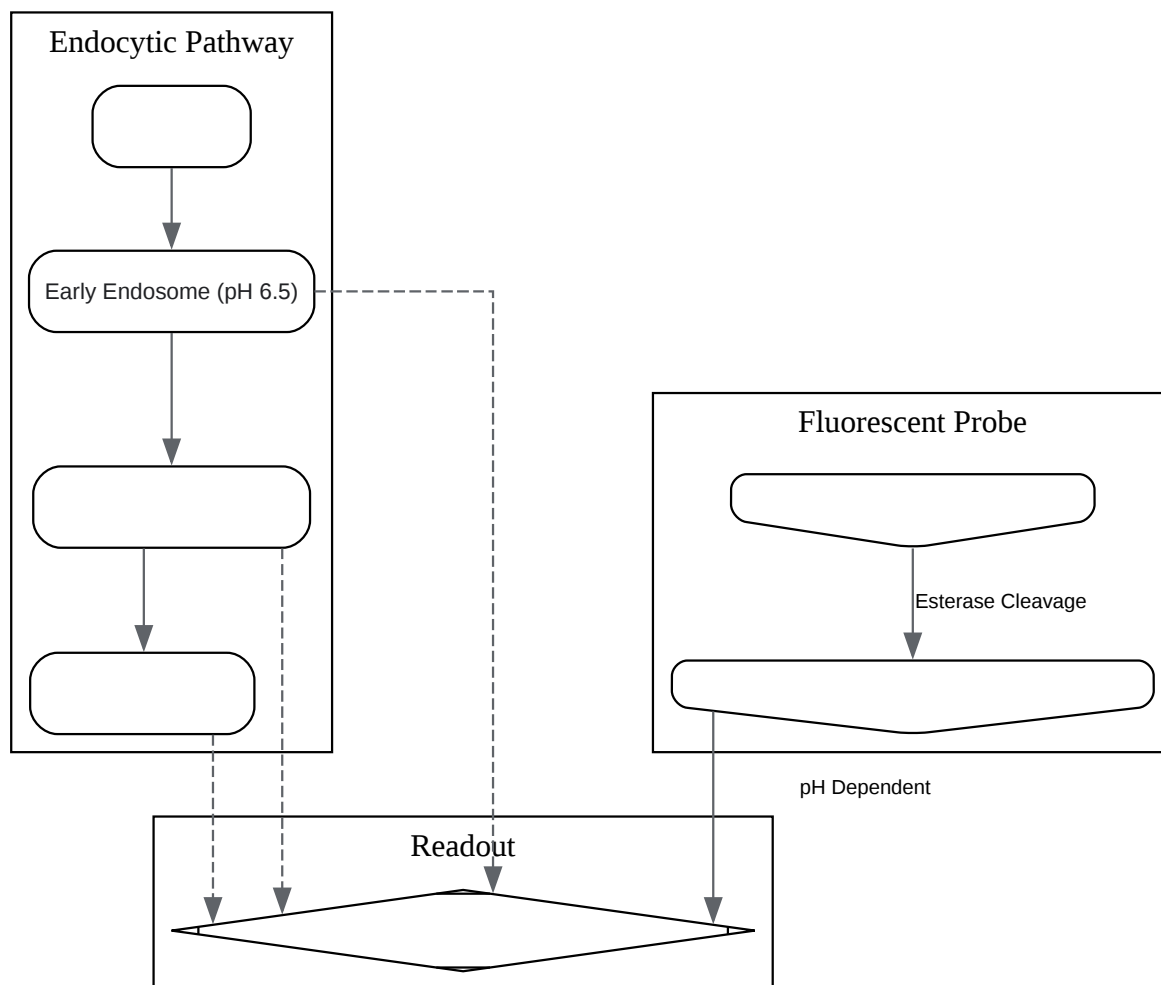 Endocytic Pathway
Early Endosome (pH 6.5)
Fluorescent Probe
Esterase Cleavage
pH Dependent
Readout